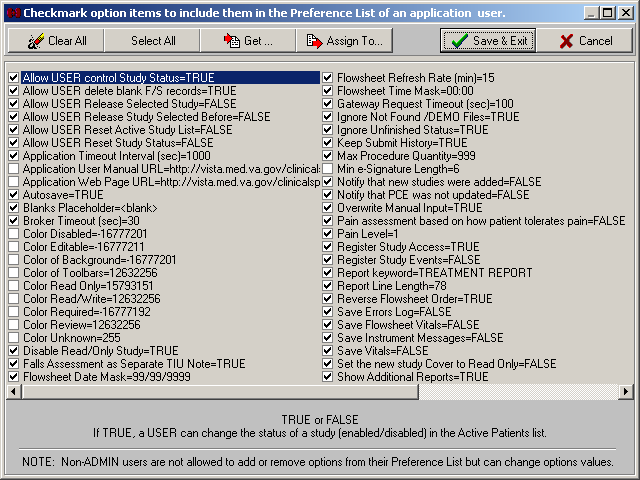 Checkmark option items to include them in the Preference List of an application user.
Clear All
Select All
Get ...
Assign To...
Save & Exit
Cancel
Allow USER control Study Status=TRUE
Allow USER delete blank F/S records=TRUE
Allow USER Release Selected Study=FALSE
Allow USER Release Study Selected Before=FALSE
Allow USER Reset Active Study List=FALSE
Allow USER Reset Study Status=FALSE
Application Timeout Interval (sec)=1000
Application User Manual URL=http://vista.med.va.gov/clinicals
Application Web Page URL=http://vista.med.va.gov/clinicalsp
Autosave=TRUE
Blanks Placeholder=<blank>
Broker Timeout (sec)=30
Color Disabled=-16777201
Color Editable=-16777211
Color of Background=-16777201
Color of Toolbars=12632256
Color Read Only=15793151
Color Read/Write=12632256
Color Required=-16777192
Color Review=12632256
Color Unknown=255
Disable Read/Only Study=TRUE
Falls Assessment as Separate TIU Note=TRUE
Flowsheet Date Mask=99/99/9999
Flowsheet Refresh Rate (min)=15
Flowsheet Time Mask=00:00
Gateway Request Timeout (sec)=100
Ignore Not Found /DEMO Files=TRUE
Ignore Unfinished Status=TRUE
Keep Submit History=TRUE
Max Procedure Quantity=999
Min e-Signature Length=6
Notify that new studies were added=FALSE
Notify that PCE was not updated=FALSE
Overwrite Manual Input=TRUE
Pain assessment based on how patient tolerates pain=FALSE
Pain Level=1
Register Study Access=TRUE
Register Study Events=FALSE
Report keyword=TREATMENT REPORT
Report Line Length=78
Reverse Flowsheet Order=TRUE
Save Errors Log=FALSE
Save Flowsheet Vitals=FALSE
Save Instrument Messages=FALSE
Save Vitals=FALSE
Set the new study Cover to Read Only=FALSE
Show Additional Reports=TRUE
TRUE or FALSE
If TRUE, a USER can change the status of a study (enabled/disabled) in the Active Patients list.
NOTE: Non-ADMIN users are not allowed to add or remove options from their Preference List but can change options values.